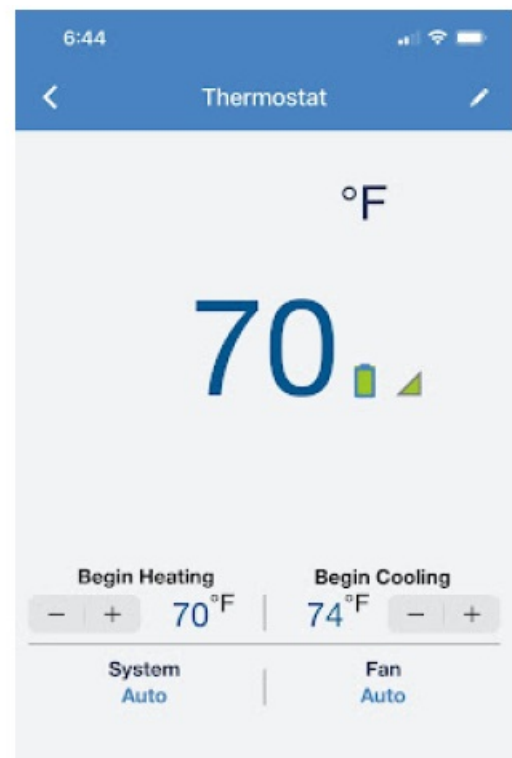 6:44
Thermostat
°F
70
Begin Heating Begin Cooling
− + 70°F 74°F − +
System Fan
Auto Auto